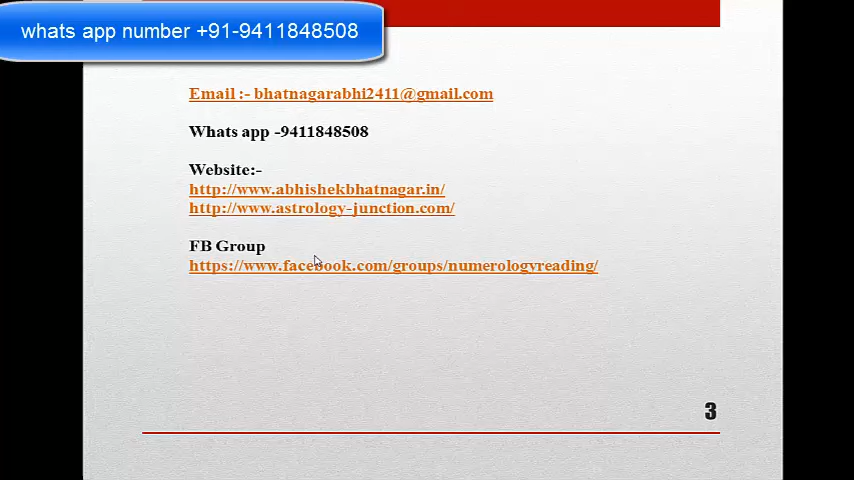 whats app number +91-9411848508
Email :- bhatnagarabhi2411@gmail.com
Whats app -9411848508
Website:-
http://www.abhishekbhatnagar.in/
http://www.astrology-junction.com/
FB Group
https://www.facebook.com/groups/numerologyreading/
3